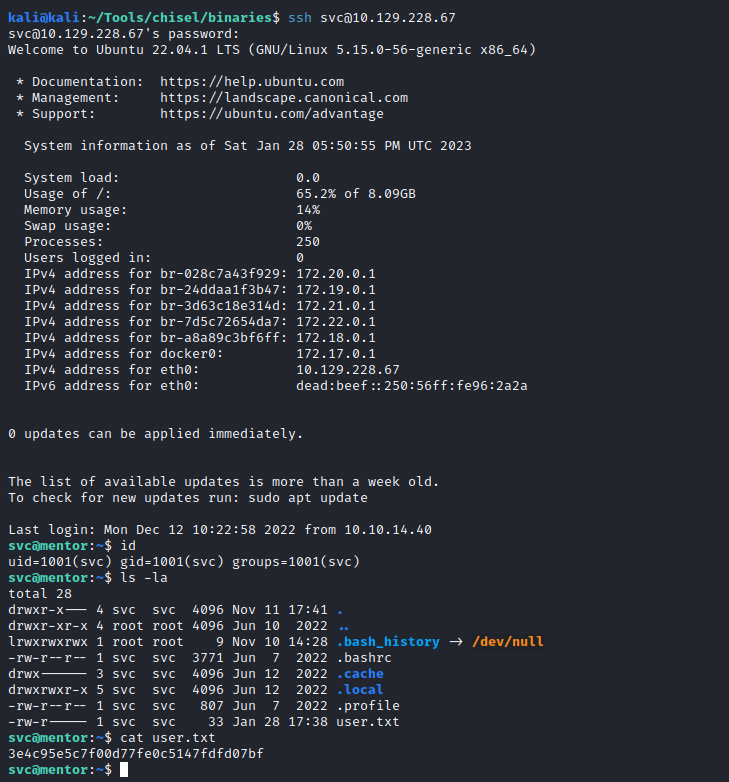 kali@kali:~/Tools/chisel/binaries$ ssh svc@10.129.228.67
svc@10.129.228.67's password:
Welcome to Ubuntu 22.04.1 LTS (GNU/Linux 5.15.0-56-generic x86_64)

 * Documentation:  https://help.ubuntu.com
 * Management:     https://landscape.canonical.com
 * Support:        https://ubuntu.com/advantage

  System information as of Sat Jan 28 05:50:55 PM UTC 2023

  System load:                      0.0
  Usage of /:                       65.2% of 8.09GB
  Memory usage:                     14%
  Swap usage:                       0%
  Processes:                        250
  Users logged in:                  0
  IPv4 address for br-028c7a43f929: 172.20.0.1
  IPv4 address for br-24ddaa1f3b47: 172.19.0.1
  IPv4 address for br-3d63c18e314d: 172.21.0.1
  IPv4 address for br-7d5c72654da7: 172.22.0.1
  IPv4 address for br-a8a89c3bf6ff: 172.18.0.1
  IPv4 address for docker0:         172.17.0.1
  IPv4 address for eth0:            10.129.228.67
  IPv6 address for eth0:            dead:beef::250:56ff:fe96:2a2a

0 updates can be applied immediately.

The list of available updates is more than a week old.
To check for new updates run: sudo apt update

Last login: Mon Dec 12 10:22:58 2022 from 10.10.14.40
svc@mentor:~$ id
uid=1001(svc) gid=1001(svc) groups=1001(svc)
svc@mentor:~$ ls -la
total 28
drwxr-x--- 4 svc  svc  4096 Nov 11 17:41 .
drwxr-xr-x 4 root root 4096 Jun 10  2022 ..
lrwxrwxrwx 1 root root    9 Nov 10 14:28 .bash_history -> /dev/null
-rw-r--r-- 1 svc  svc  3771 Jun  7  2022 .bashrc
drwx------ 3 svc  svc  4096 Jun 12  2022 .cache
drwxrwxr-x 5 svc  svc  4096 Jun 12  2022 .local
-rw-r--r-- 1 svc  svc   807 Jun  7  2022 .profile
-rw-r----- 1 svc  svc    33 Jan 28 17:38 user.txt
svc@mentor:~$ cat user.txt
3e4c95e5c7f00d77fe0c5147fdfd07bf
svc@mentor:~$